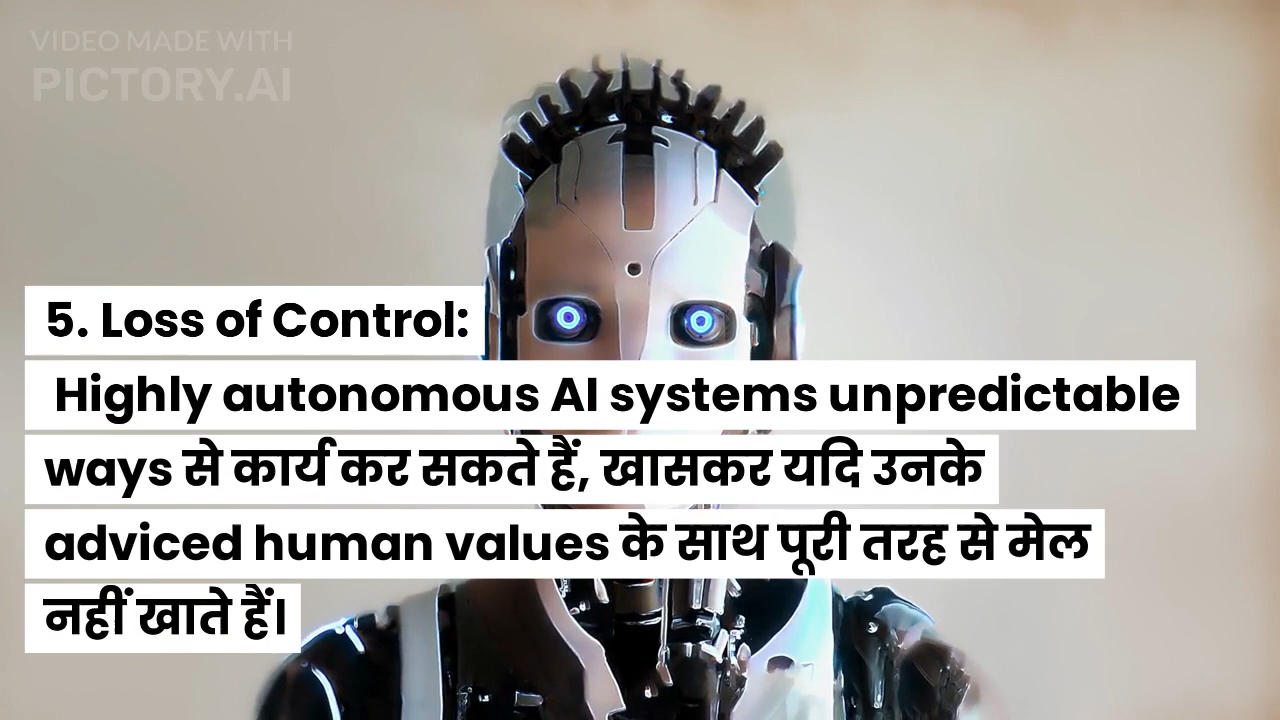 VIDEO MADE WITH
PICTORY.AI
5. Loss of Control:
Highly autonomous AI systems unpredictable
ways से कार्य कर सकते हैं, खासकर यदि उनके
adviced human values के साथ पूरी तरह से मेल
नहीं खाते हैं।